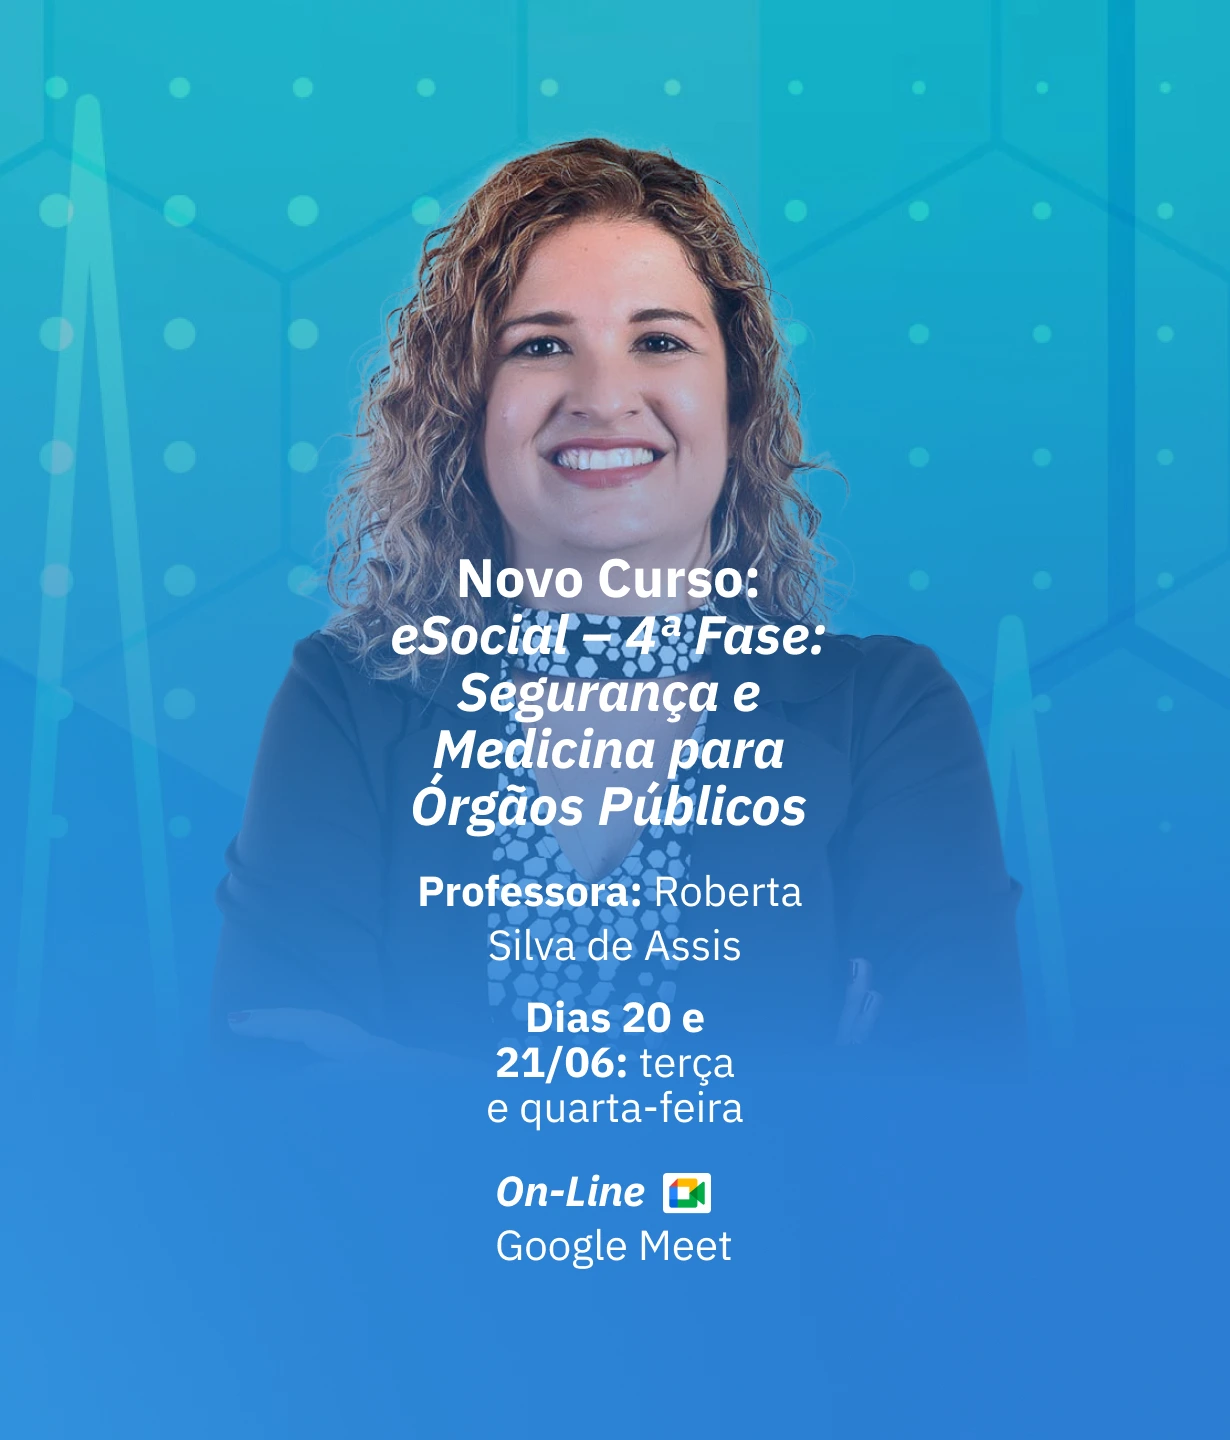 Novo Curso:
eSocial – 4ª Fase:
Segurança e
Medicina para
Órgãos Públicos
Professora: Roberta
Silva de Assis
Dias 20 e
21/06: terça
e quarta-feira
On-Line
Google Meet